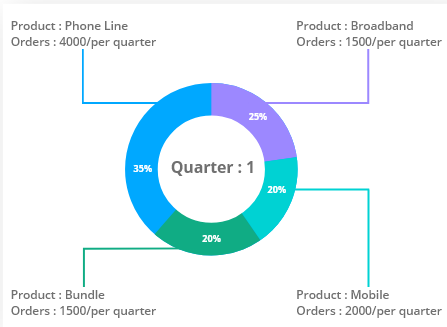 Product : Phone Line
Orders : 4000/per quarter
Product : Broadband
Orders : 1500/per quarter
25%
35%
Quarter : 1
20%
20%
Product : Bundle
Orders : 1500/per quarter
Product : Mobile
Orders : 2000/per quarter